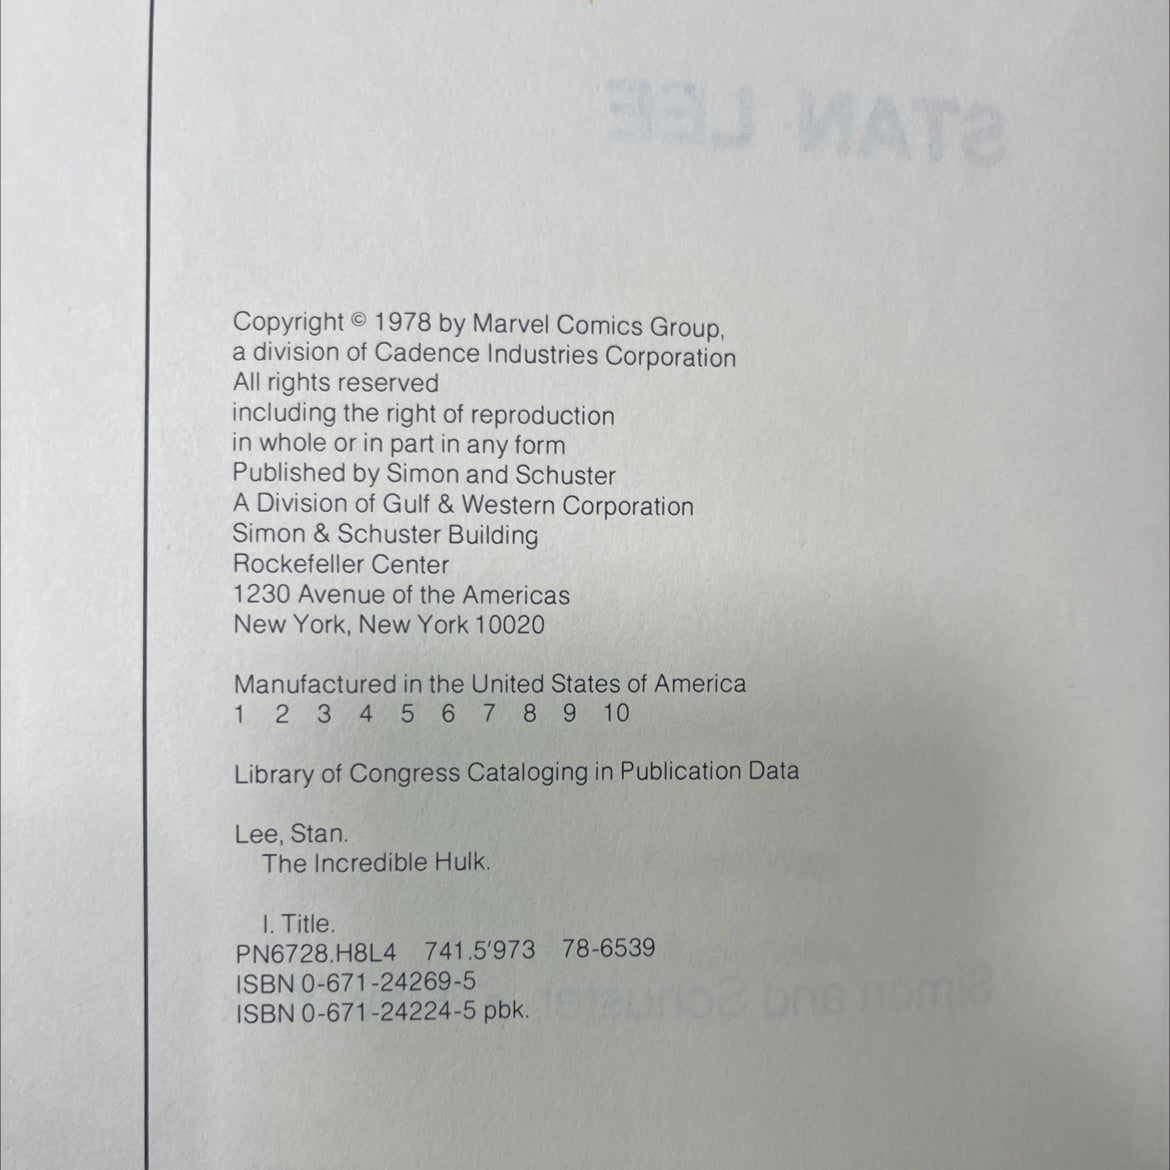 STAN LEE
Copyright © 1978 by Marvel Comics Group,
a division of Cadence Industries Corporation
All rights reserved
including the right of reproduction
in whole or in part in any form
Published by Simon and Schuster
A Division of Gulf & Western Corporation
Simon & Schuster Building
Rockefeller Center
1230 Avenue of the Americas
New York, New York 10020
Manufactured in the United States of America
1 2 3 4 5 6 7 8 9 10
Library of Congress Cataloging in Publication Data
Lee, Stan.
The Incredible Hulk.
I. Title.
PN6728.H8L4 741.5'973 78-6539
ISBN 0-671-24269-5
ISBN 0-671-24224-5 pbk.
Simon and Schuster